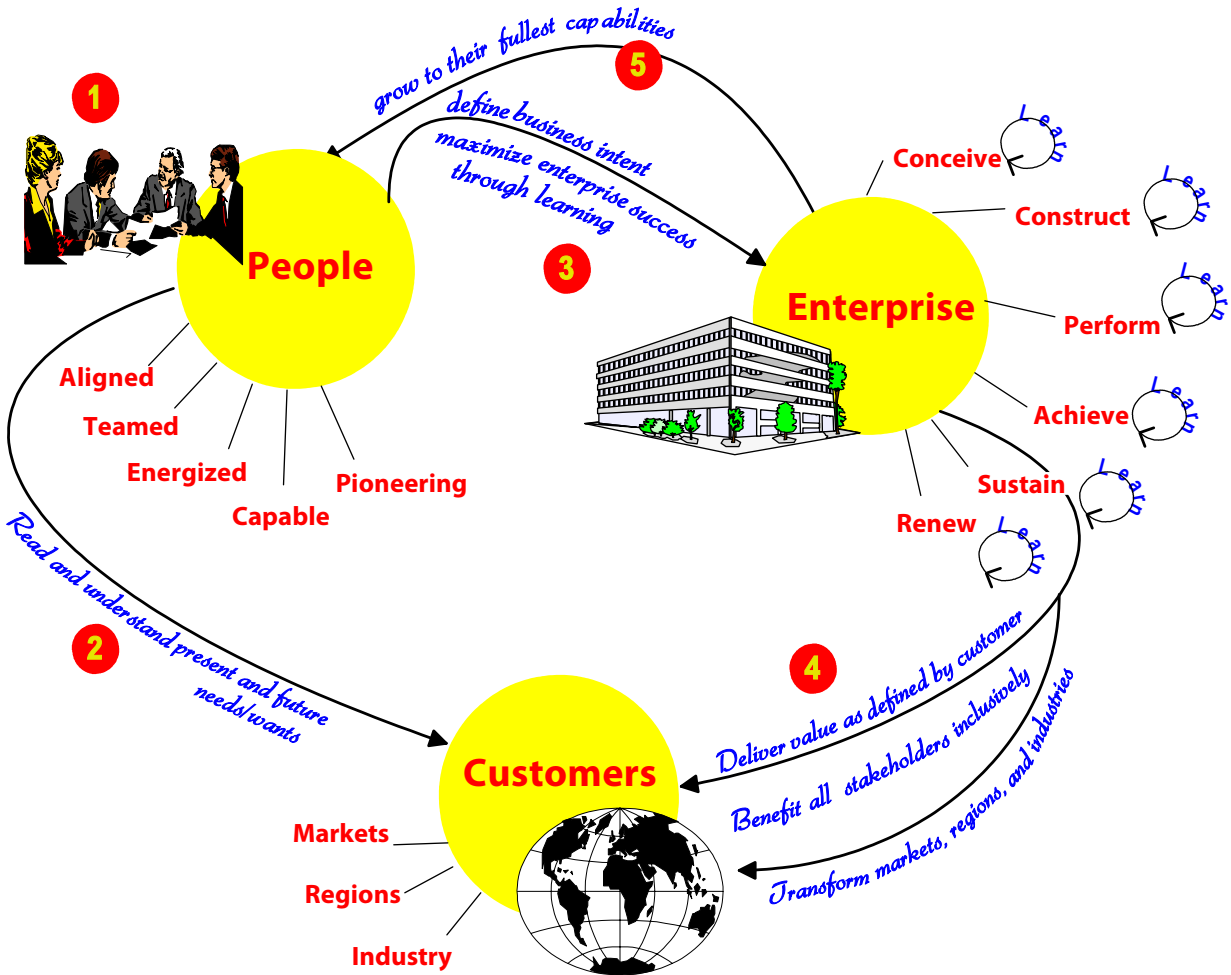 1
People
Aligned
Teamed
Energized
Capable
Pioneering
2
Read and understand present and future
needs/wants
3
define business intent
maximize enterprise success
through learning
5
grow to their fullest capabilities
Enterprise
Conceive
Learn
Construct
Learn
Perform
Learn
Achieve
Learn
Sustain
Learn
Renew
Learn
4
Deliver value as defined by customer
Benefit all stakeholders inclusively
Transform markets, regions, and industries
Customers
Markets
Regions
Industry